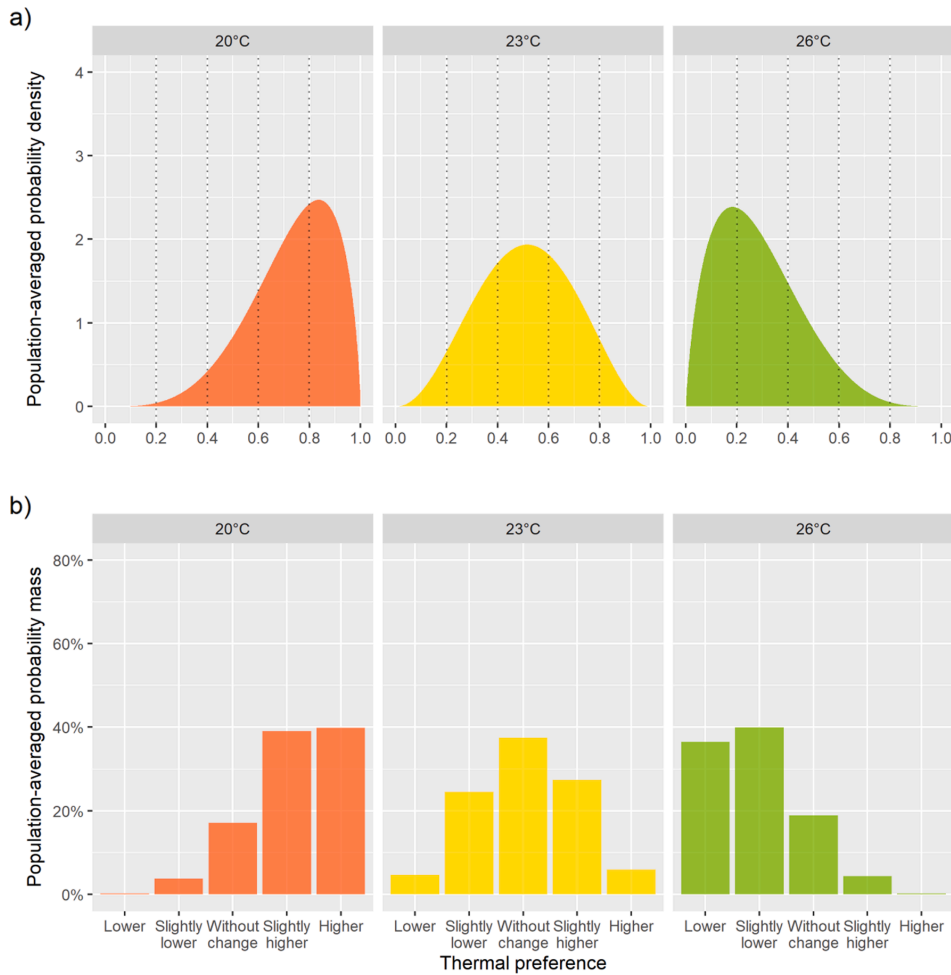 a)
20°C
23°C
26°C
Population-averaged probability density
4
3
2
1
0
0.0 0.2 0.4 0.6 0.8 1.0
0.0 0.2 0.4 0.6 0.8 1.0
0.0 0.2 0.4 0.6 0.8 1.0
b)
20°C
23°C
26°C
Population-averaged probability mass
80%
60%
40%
20%
0%
Lower Slightly Without Slightly Higher
lower change higher
Lower Slightly Without Slightly Higher
lower change higher
Lower Slightly Without Slightly Higher
lower change higher
Thermal preference